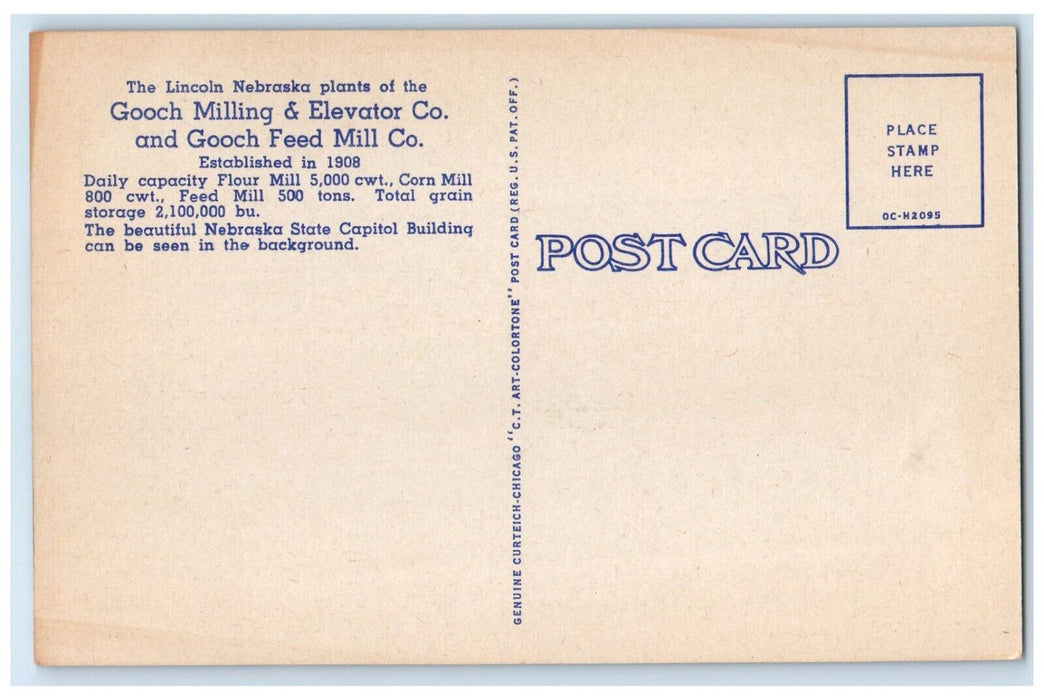 The Lincoln Nebraska plants of the
Gooch Milling & Elevator Co.
and Gooch Feed Mill Co.
Established in 1908
Daily capacity Flour Mill 5,000 cwt., Corn Mill
800 cwt., Feed Mill 500 tons. Total grain
storage 2,100,000 bu.
The beautiful Nebraska State Capitol Building
can be seen in the background.
GENUINE CURTEICH-CHICAGO "C.T. ART-COLORTONE" POST CARD (REG. U.S. PAT. OFF.)
POST CARD
PLACE
STAMP
HERE
OC-H2095